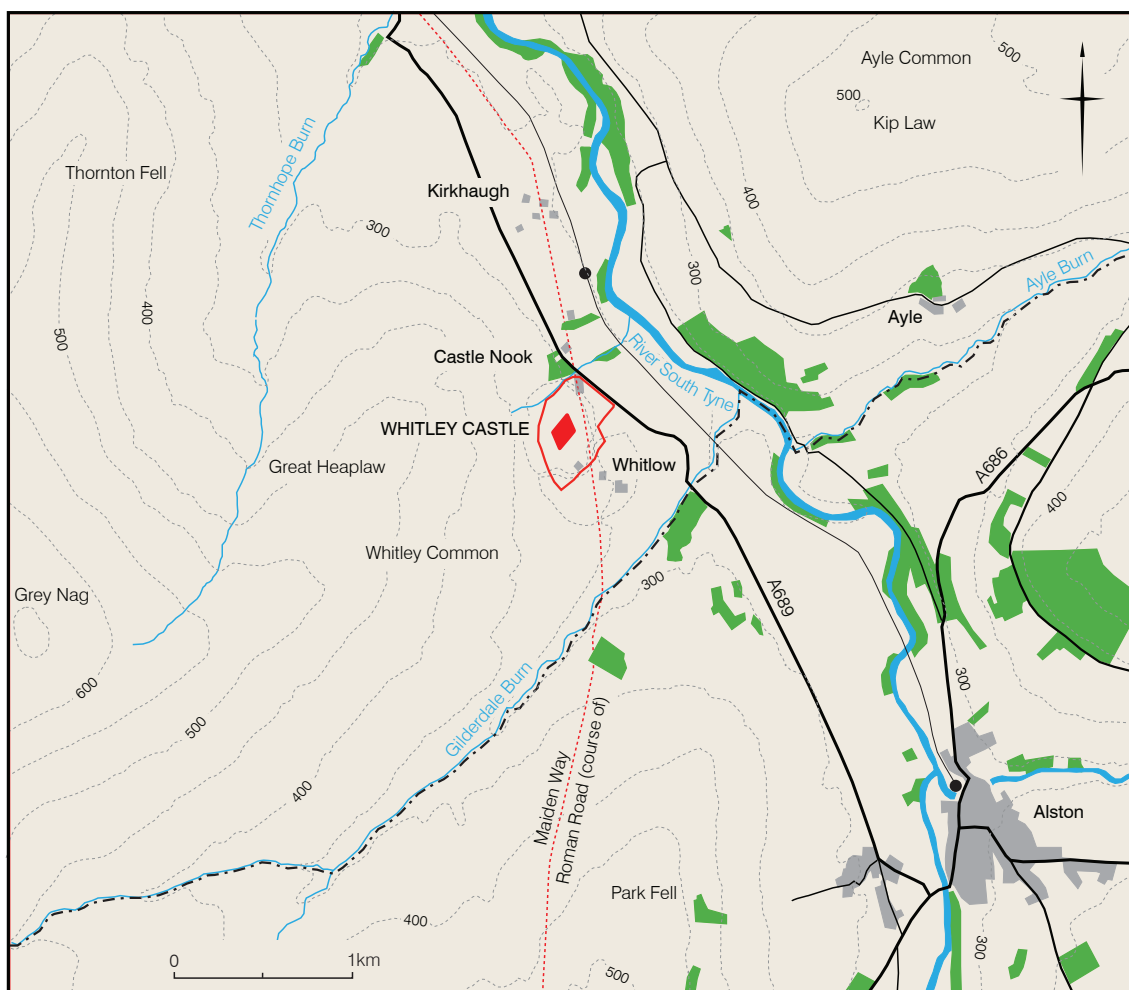 Ayle Common
500
500
Kip Law
Thornton Fell
Thornhope Burn
Kirkhaugh
400
300
300
Ayle Burn
400
500
Ayle
River South Tyne
Castle Nook
WHITLEY CASTLE
Whitlow
Great Heaplaw
A686
400
Whitley Common
300
A689
Grey Nag
600
500
300
Gilderdale Burn
400
Maiden Way
Roman Road (course of)
Alston
Park Fell
400
300
500
0
1km